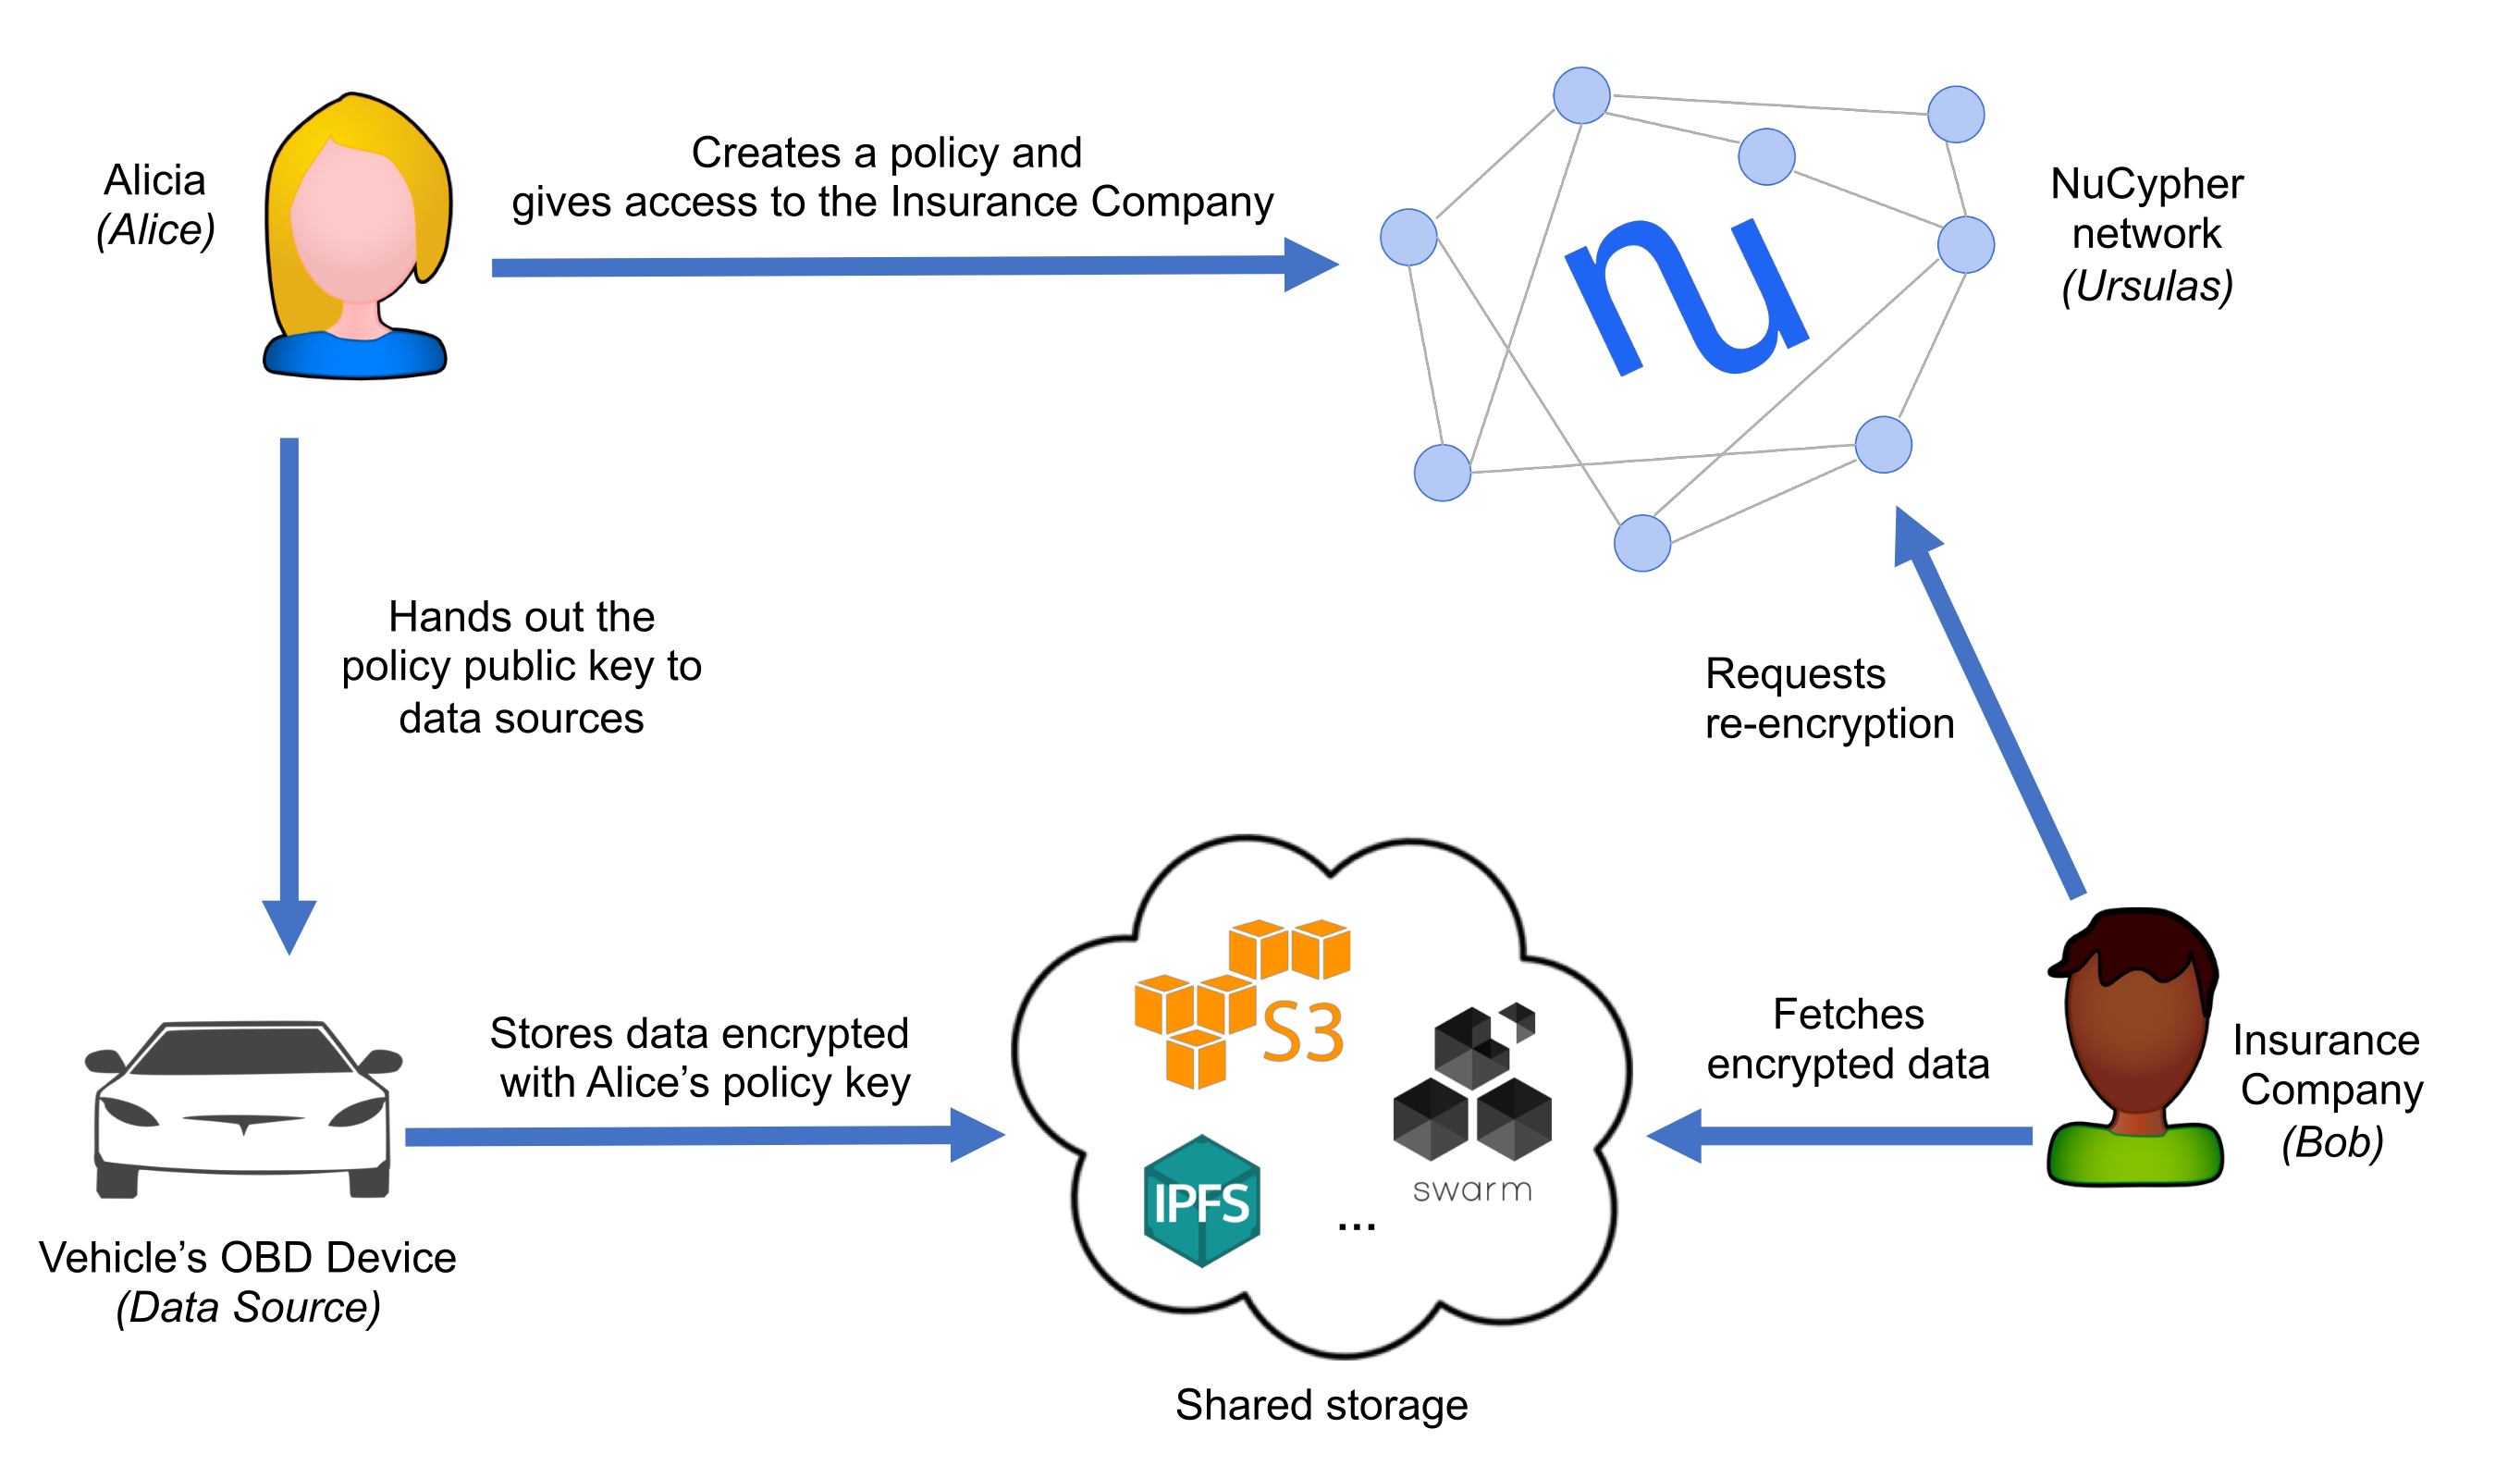 Alicia
(Alice)
Creates a policy and
gives access to the Insurance Company
NuCypher
network
(Ursulas)
nu
Hands out the
policy public key to
data sources
Requests
re-encryption
Stores data encrypted
with Alice’s policy key
S3
swarm
IPFS
...
Fetches
encrypted data
Insurance
Company
(Bob)
Vehicle’s OBD Device
(Data Source)
Shared storage